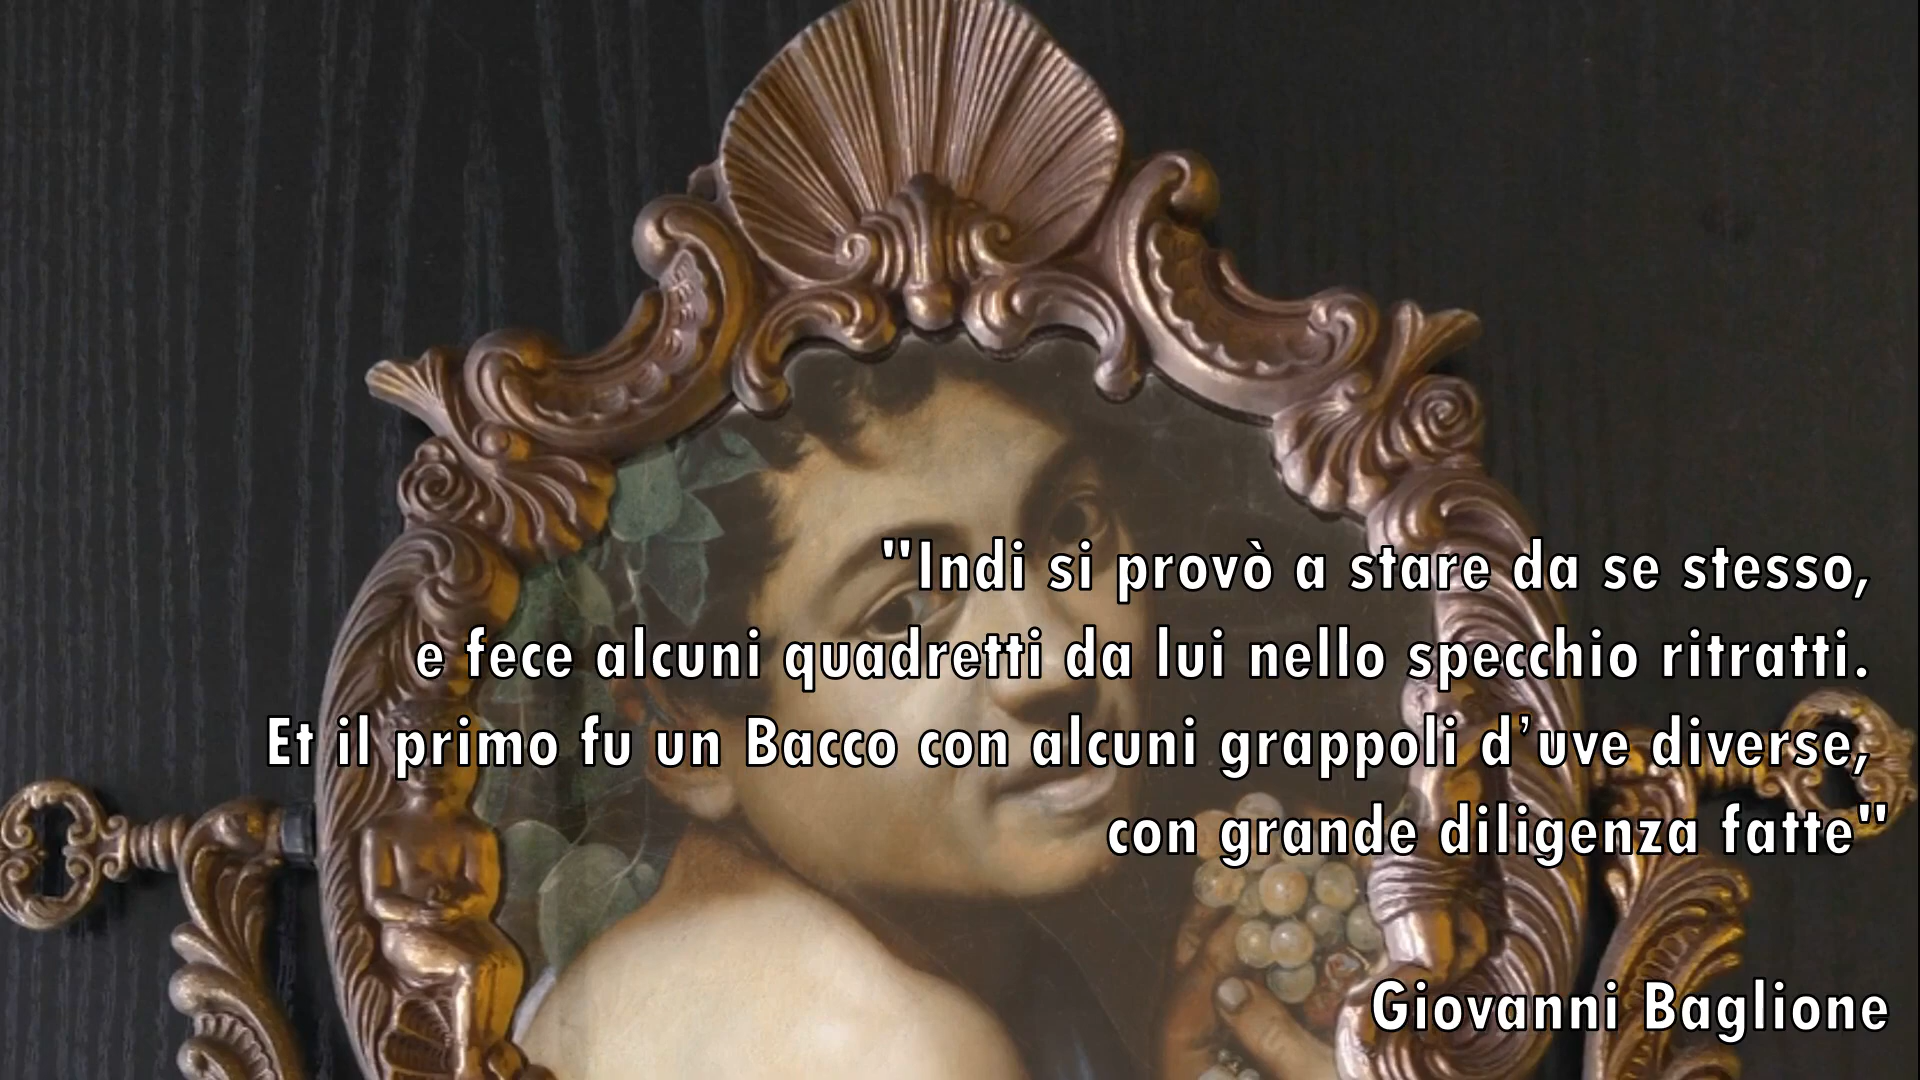 "Indi si provò a stare da se stesso,
e fece alcuni quadretti da lui nello specchio ritratti.
Et il primo fu un Bacco con alcuni grappoli d'uve diverse,
con grande diligenza fatte"
Giovanni Baglione